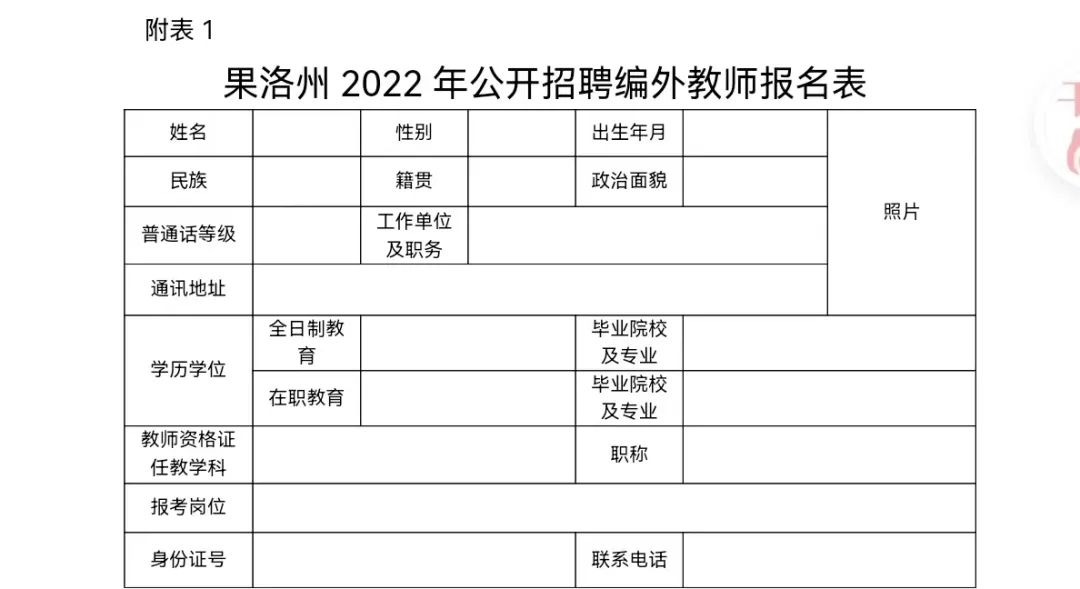 附表 1
果洛州 2022 年公开招聘编外教师报名表
姓名 性别 出生年月
民族 籍贯 政治面貌
照片
普通话等级 工作单位
及职务
通讯地址
学历学位 全日制教
育 毕业院校
及专业
在职教育 毕业院校
及专业
教师资格证
任教学科 职称
报考岗位
身份证号 联系电话